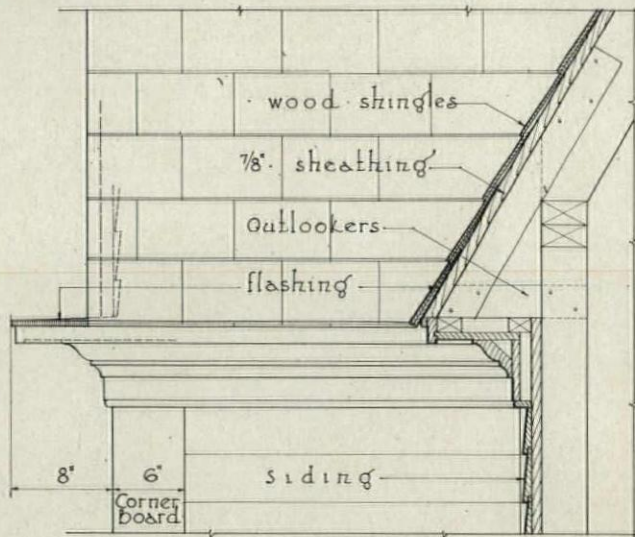 wood shingles
7/8" sheathing
Outlookers
flashing
8" 6" siding
Corner
board